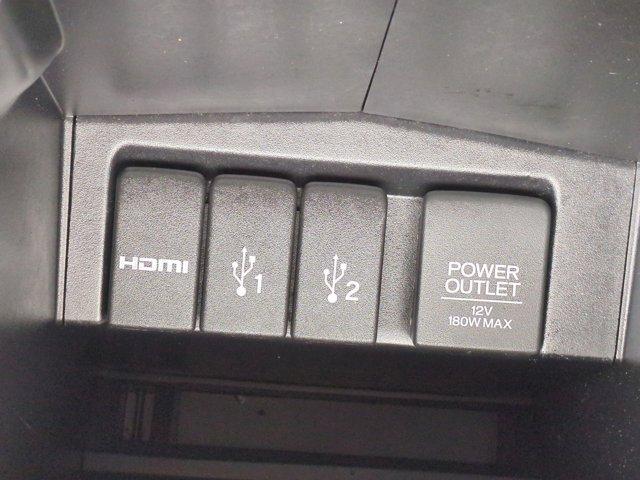 HDMI
1
2
POWER
OUTLET
12V
180W MAX